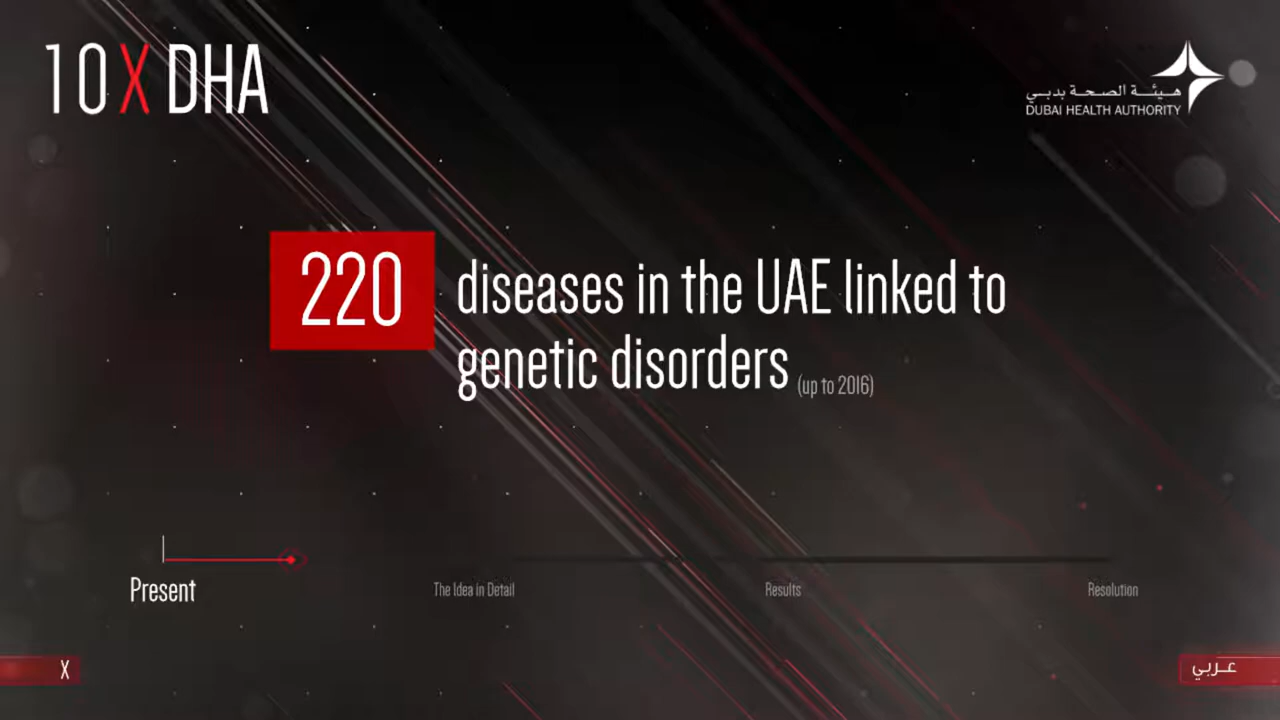 10X DHA
هيئة الصحة بدبي
DUBAI HEALTH AUTHORITY
220 diseases in the UAE linked to
genetic disorders (up to 2016)
Present
The Idea in Detail
Results
Resolution
X
عربي